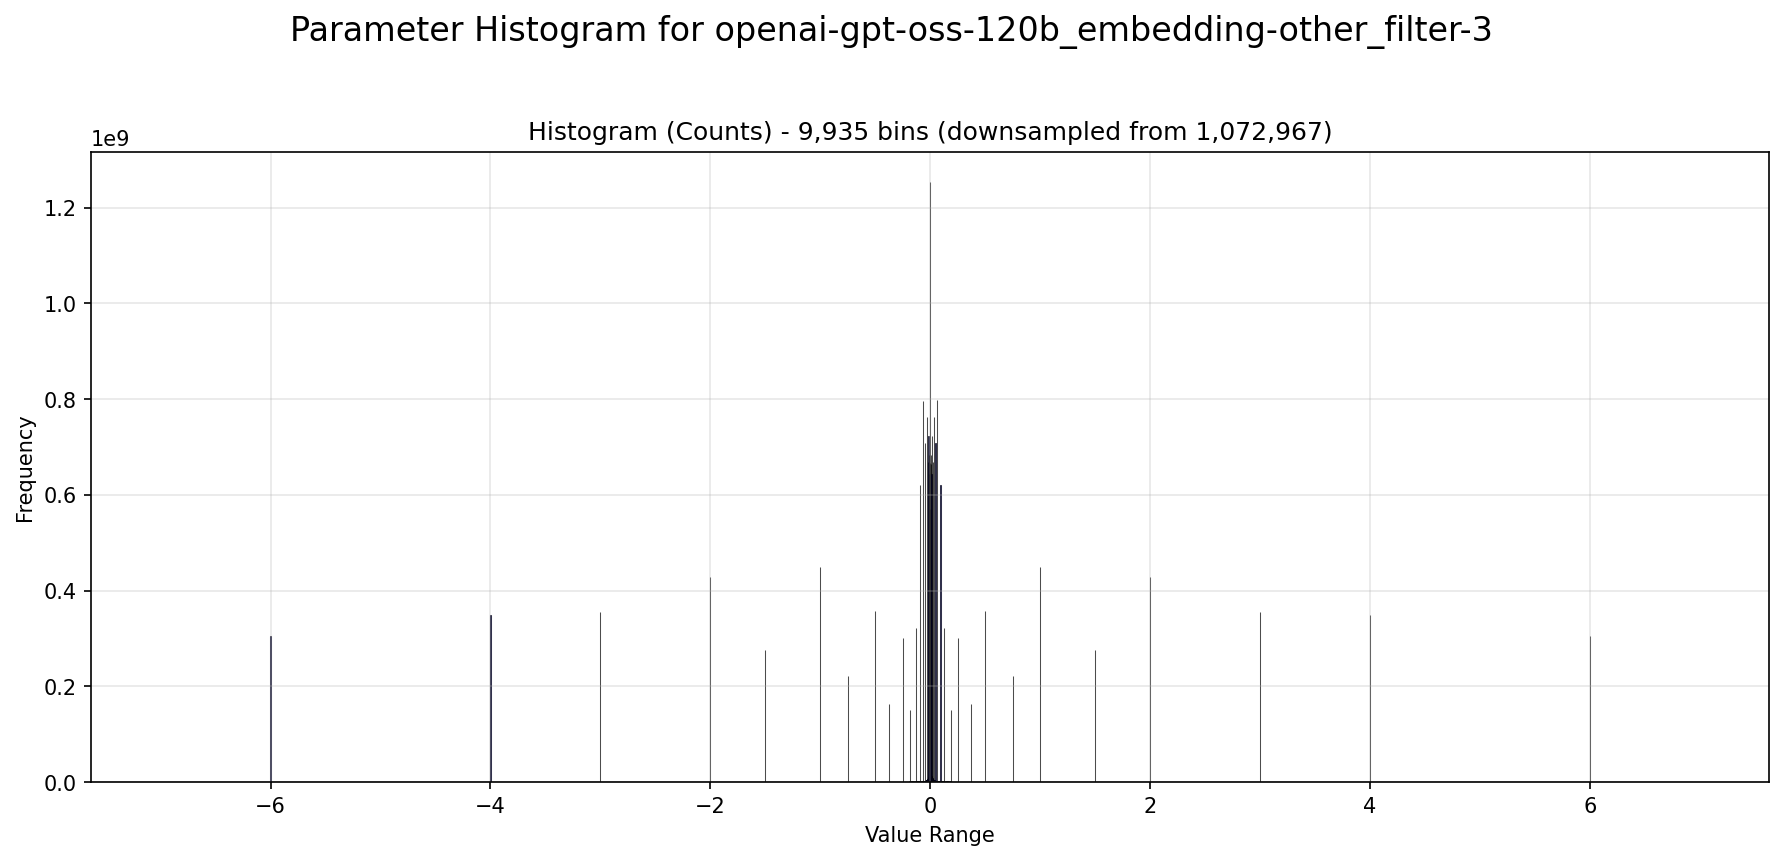 Parameter Histogram for openai-gpt-oss-120b_embedding-other_filter-3
Histogram (Counts) - 9,935 bins (downsampled from 1,072,967)
1e9
1.2
1.0
0.8
0.6
0.4
0.2
0.0
Frequency
−6 −4 −2 0 2 4 6
Value Range